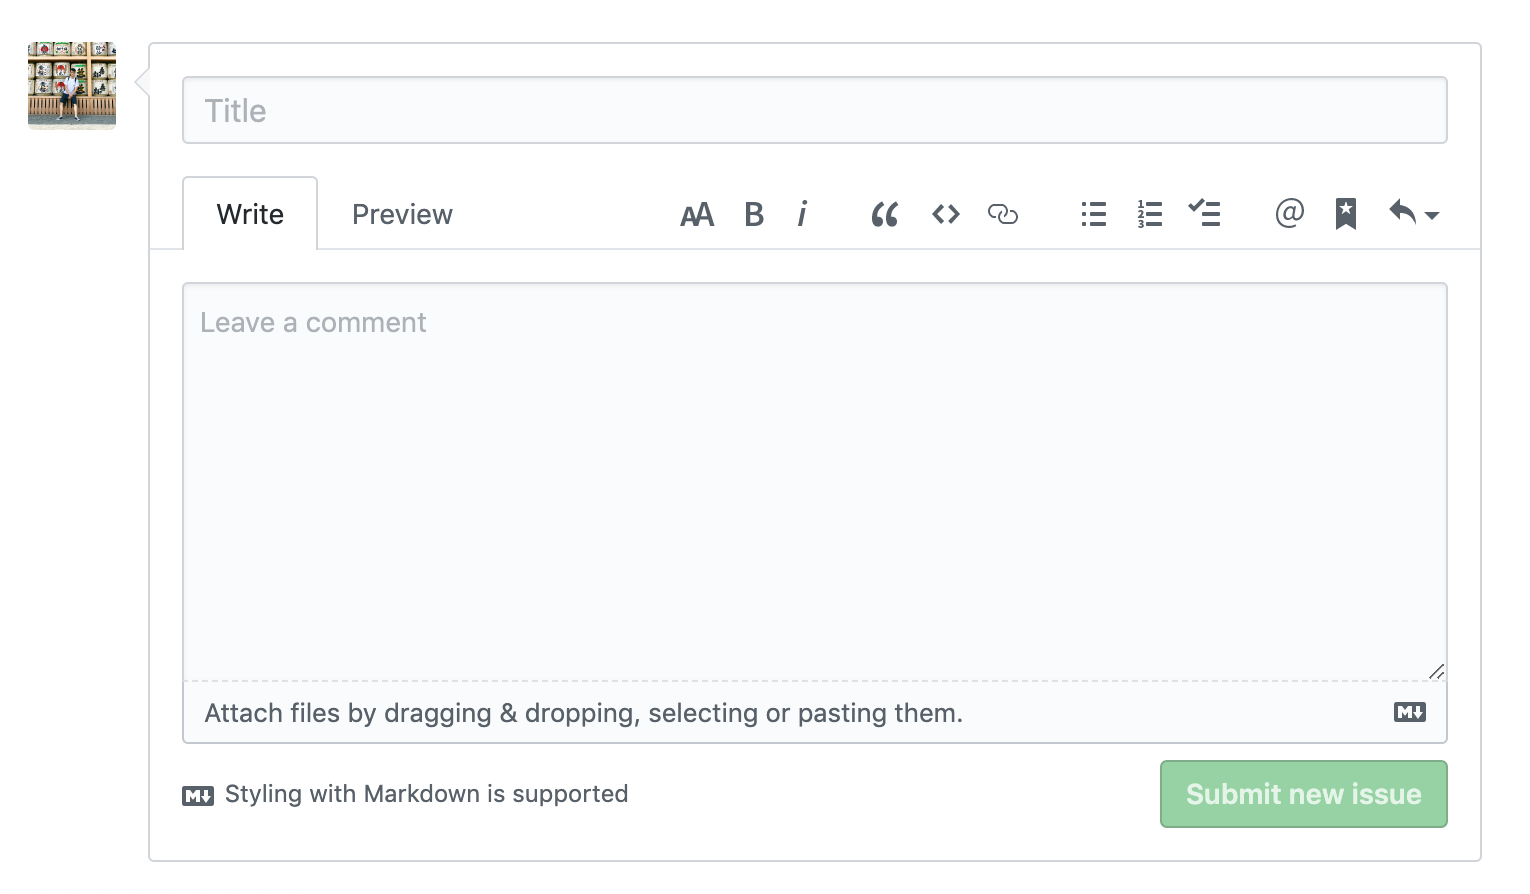 Title
Write Preview AA B i
Leave a comment
Attach files by dragging & dropping, selecting or pasting them. M↓
M↓ Styling with Markdown is supported
Submit new issue